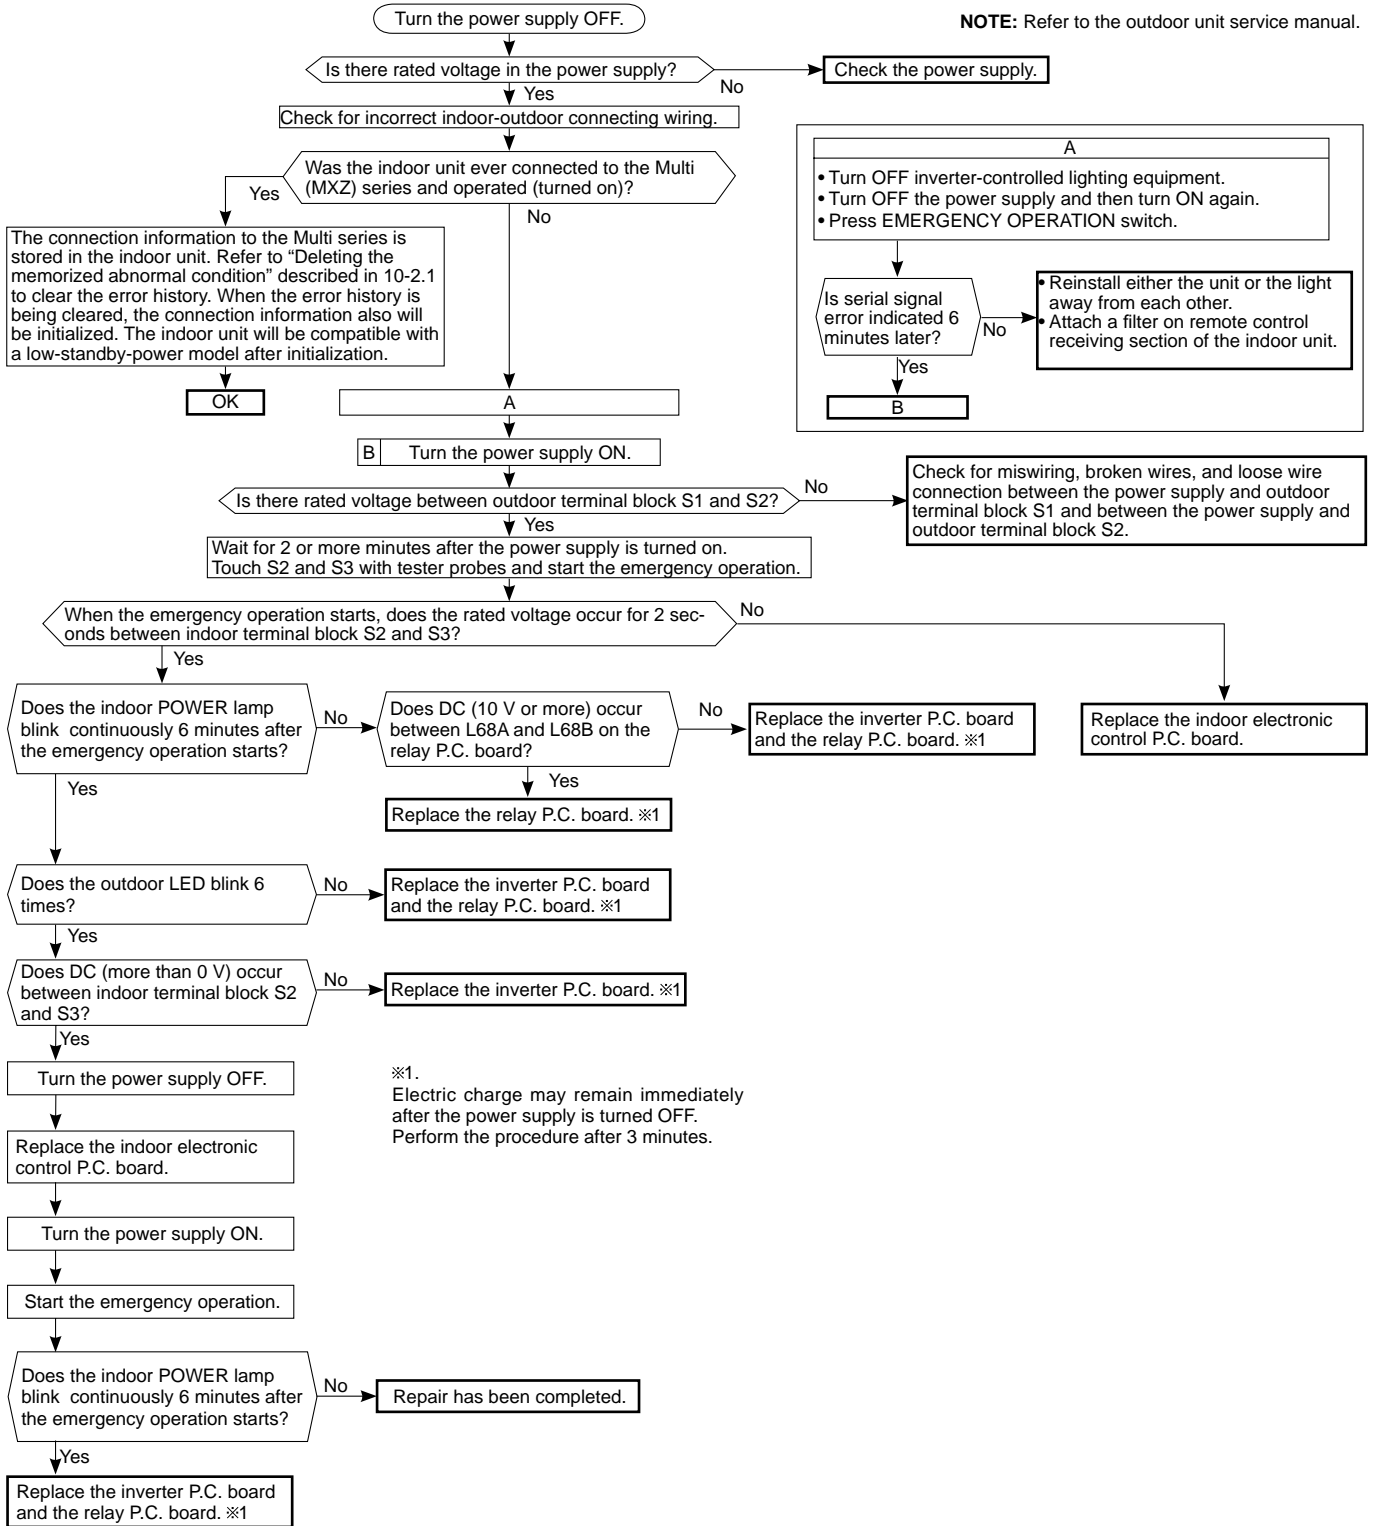 Turn the power supply OFF.
NOTE: Refer to the outdoor unit service manual.
Is there rated voltage in the power supply?
No
Check the power supply.
Yes
Check for incorrect indoor-outdoor connecting wiring.
Was the indoor unit ever connected to the Multi
(MXZ) series and operated (turned on)?
Yes
No
The connection information to the Multi series is
stored in the indoor unit. Refer to “Deleting the
memorized abnormal condition” described in 10-2.1
to clear the error history. When the error history is
being cleared, the connection information also will
be initialized. The indoor unit will be compatible with
a low-standby-power model after initialization.
OK
A
• Turn OFF inverter-controlled lighting equipment.
• Turn OFF the power supply and then turn ON again.
• Press EMERGENCY OPERATION switch.
Is serial signal
error indicated 6
minutes later?
No
• Reinstall either the unit or the light
away from each other.
• Attach a filter on remote control
receiving section of the indoor unit.
Yes
B
A
B Turn the power supply ON.
Is there rated voltage between outdoor terminal block S1 and S2?
No
Check for miswiring, broken wires, and loose wire
connection between the power supply and outdoor
terminal block S1 and between the power supply and
outdoor terminal block S2.
Yes
Wait for 2 or more minutes after the power supply is turned on.
Touch S2 and S3 with tester probes and start the emergency operation.
When the emergency operation starts, does the rated voltage occur for 2 sec-
onds between indoor terminal block S2 and S3?
No
Yes
Does the indoor POWER lamp
blink continuously 6 minutes after
the emergency operation starts?
No
Does DC (10 V or more) occur
between L68A and L68B on the
relay P.C. board?
No
Replace the inverter P.C. board
and the relay P.C. board. ※1
Replace the indoor electronic
control P.C. board.
Yes
Yes
Replace the relay P.C. board. ※1
Does the outdoor LED blink 6
times?
No
Replace the inverter P.C. board
and the relay P.C. board. ※1
Yes
Does DC (more than 0 V) occur
between indoor terminal block S2
and S3?
No
Replace the inverter P.C. board. ※1
Yes
Turn the power supply OFF.
※1.
Electric charge may remain immediately
after the power supply is turned OFF.
Perform the procedure after 3 minutes.
Replace the indoor electronic
control P.C. board.
Turn the power supply ON.
Start the emergency operation.
Does the indoor POWER lamp
blink continuously 6 minutes after
the emergency operation starts?
No
Repair has been completed.
Yes
Replace the inverter P.C. board
and the relay P.C. board. ※1